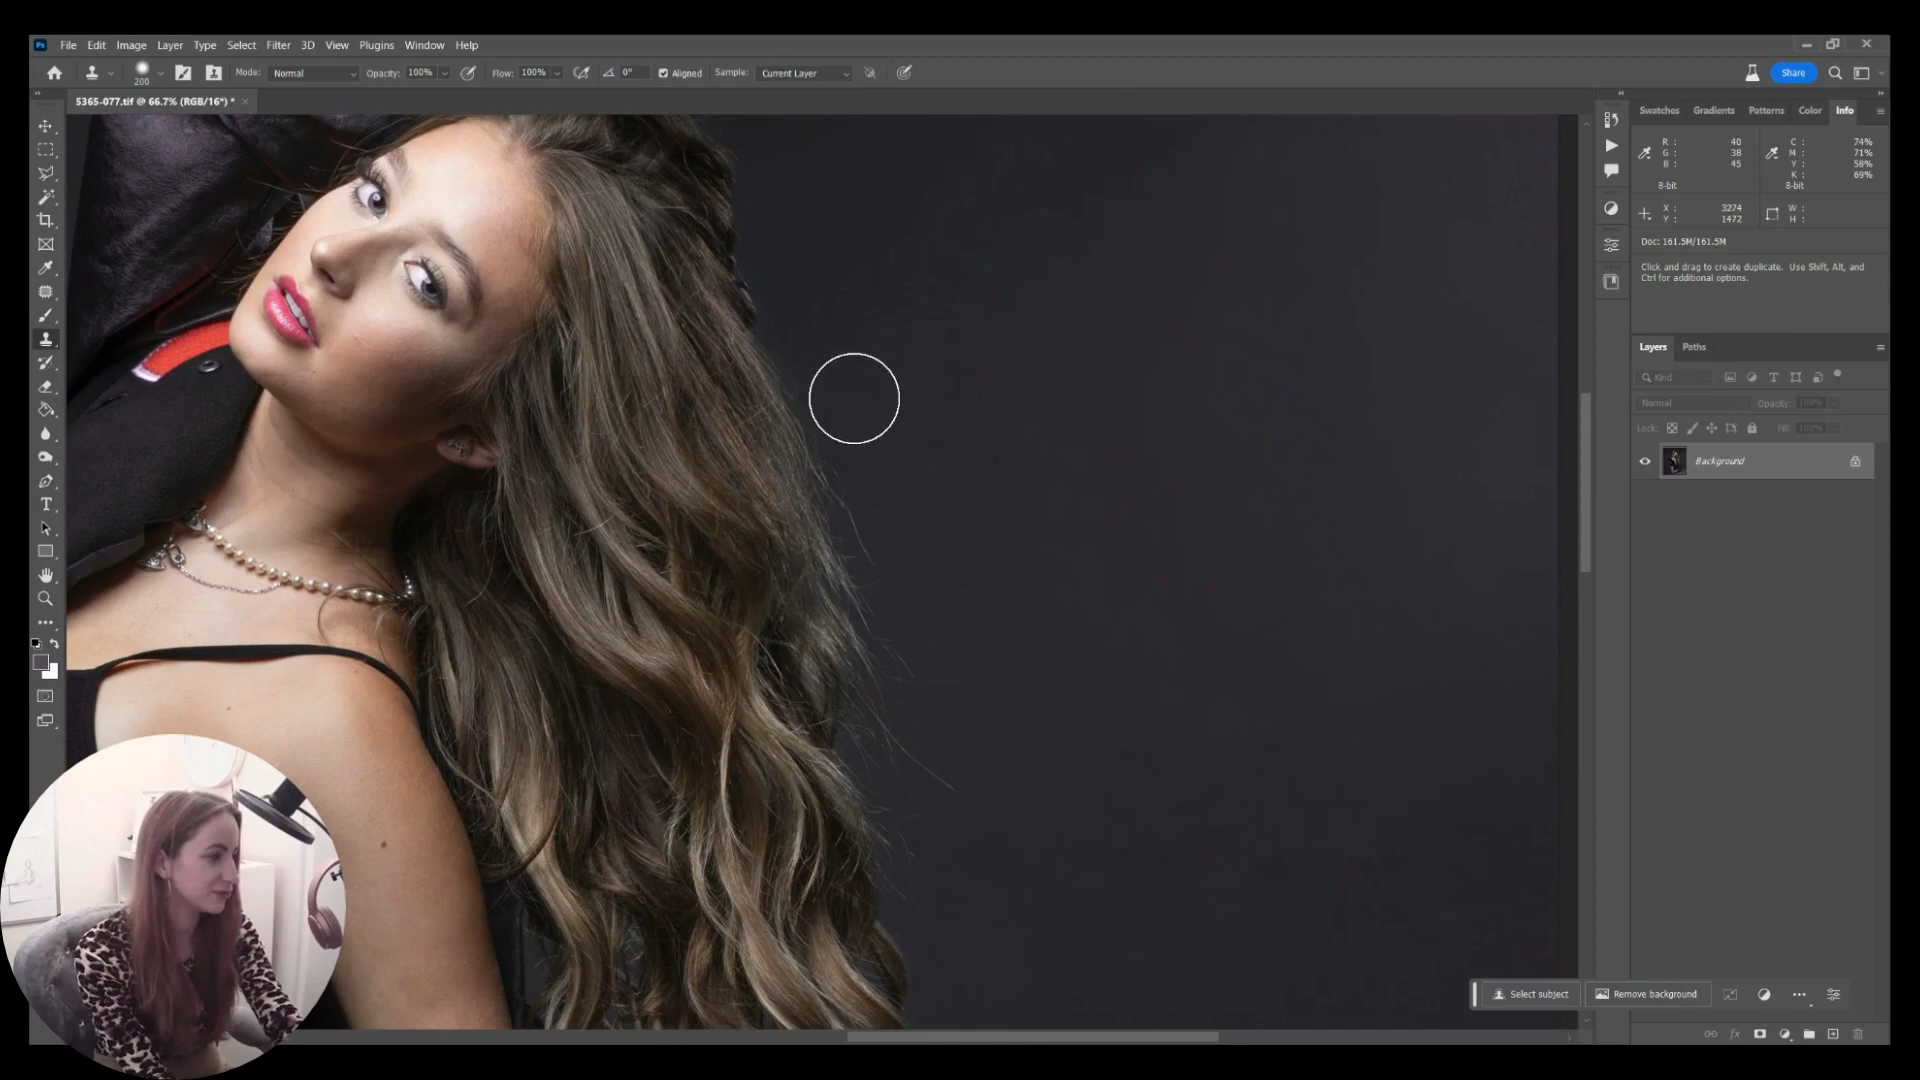 Ps File Edit Image Layer Type Select Filter 3D View Plugins Window Help
200 Mode: Normal Opacity: 100% Flow: 100% 0° Aligned Sample: Current Layer Share
5365-077.tif @ 66.7% (RGB/16*) * ×
Swatches Gradients Patterns Color Info
R : 40 C : 74%
G : 38 M : 71%
B : 45 Y : 58%
K : 69%
8-bit 8-bit
X : 3274 W :
Y : 1472 H :
Doc: 161.5M/161.5M
Click and drag to create duplicate. Use Shift, Alt, and
Ctrl for additional options.
Layers Paths
Kind
Normal Opacity: 100%
Lock: Fill: 100%
Background
Select subject Remove background
fx